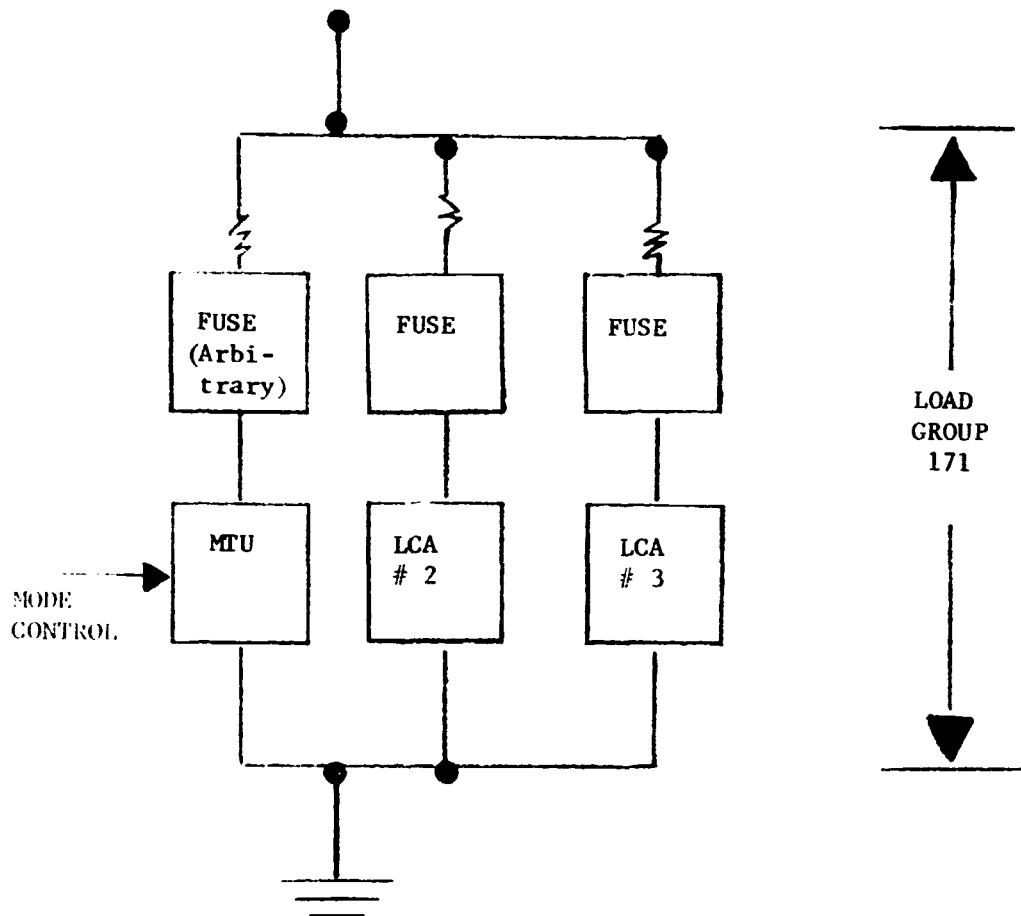 FUSE
(Arbi-
trary)
FUSE
FUSE
LOAD
GROUP
171
MTU
LCA
# 2
LCA
# 3
MODE
CONTROL